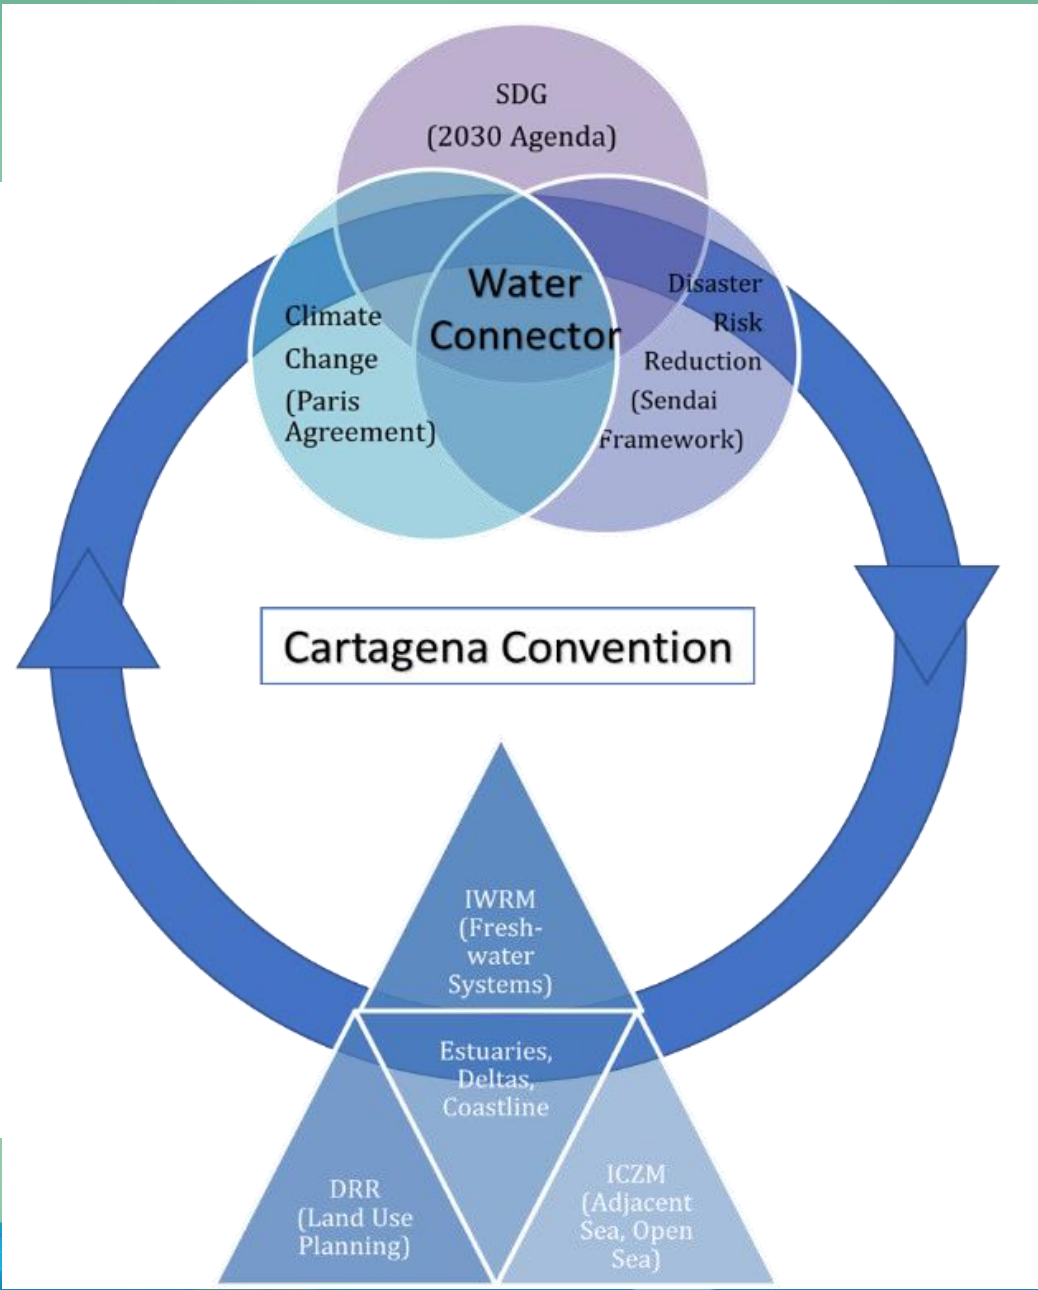 SDG
(2030 Agenda)
Water
Connector
Climate
Change
(Paris
Agreement)
Disaster
Risk
Reduction
(Sendai
Framework)
Cartagena Convention
IWRM
(Fresh-
water
Systems)
Estuaries,
Deltas,
Coastline
DRR
(Land Use
Planning)
ICZM
(Adjacent
Sea, Open
Sea)